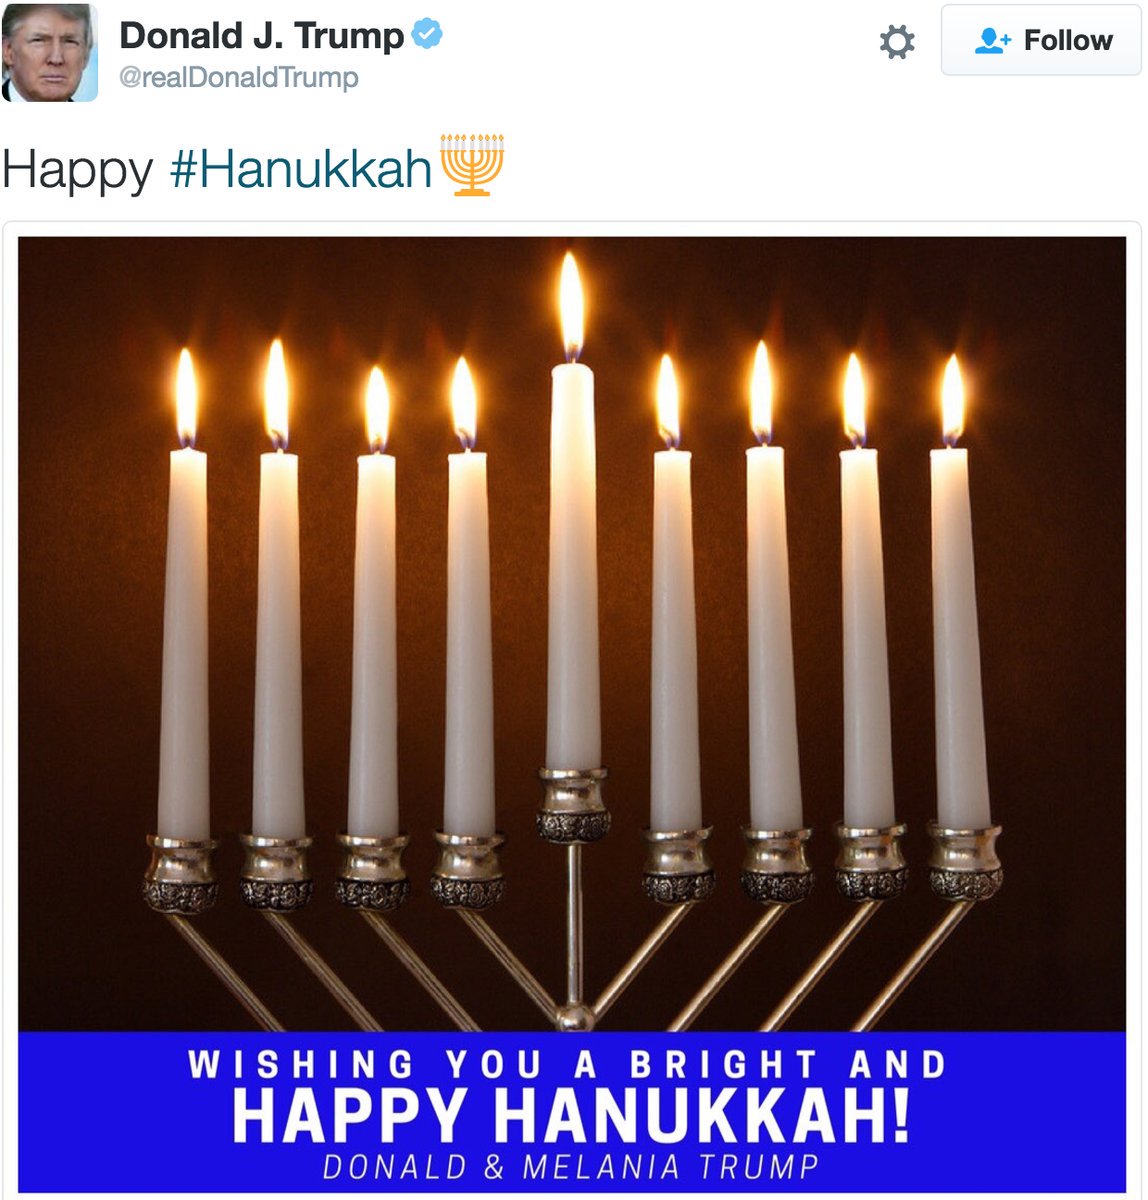 Donald J. Trump
@realDonaldTrump
Follow
Happy #Hanukkah
WISHING YOU A BRIGHT AND
HAPPY HANUKKAH!
DONALD & MELANIA TRUMP